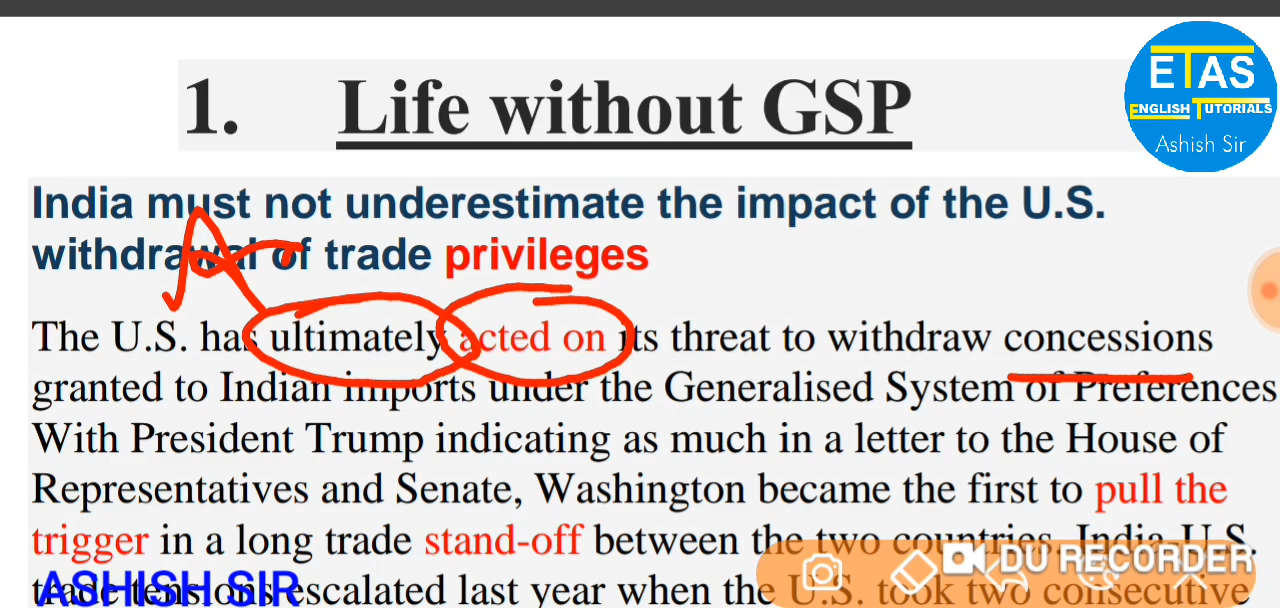 1. Life without GSP
ETAS
ENGLISH TUTORIALS
Ashish Sir
India must not underestimate the impact of the U.S.
withdrawal of trade privileges
The U.S. has ultimately acted on its threat to withdraw concessions
granted to Indian imports under the Generalised System of Preferences
With President Trump indicating as much in a letter to the House of
Representatives and Senate, Washington became the first to pull the
trigger in a long trade stand-off between the two countries. India-U.S.
DU RECORDER
trade tensions escalated last year when the U.S. took two consecutive
ASHISH SIR